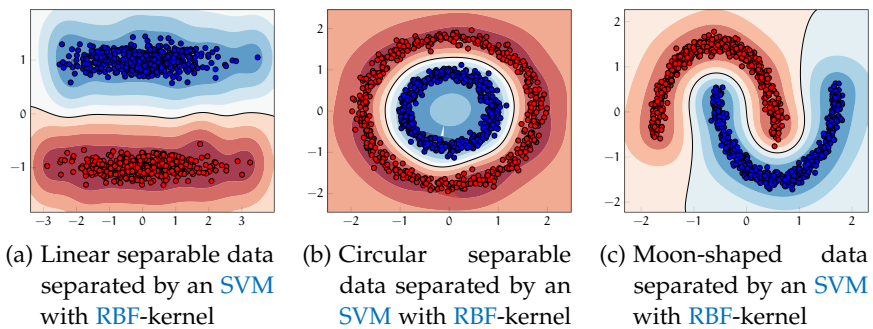 1
0
−1
−3 −2 −1 0 1 2 3
2
1
0
−1
−2
−2 −1 0 1 2
2
1
0
−1
−2
−2 −1 0 1 2
(a) Linear separable data
separated by an SVM
with RBF-kernel
(b) Circular separable
data separated by an
SVM with RBF-kernel
(c) Moon-shaped data
separated by an SVM
with RBF-kernel